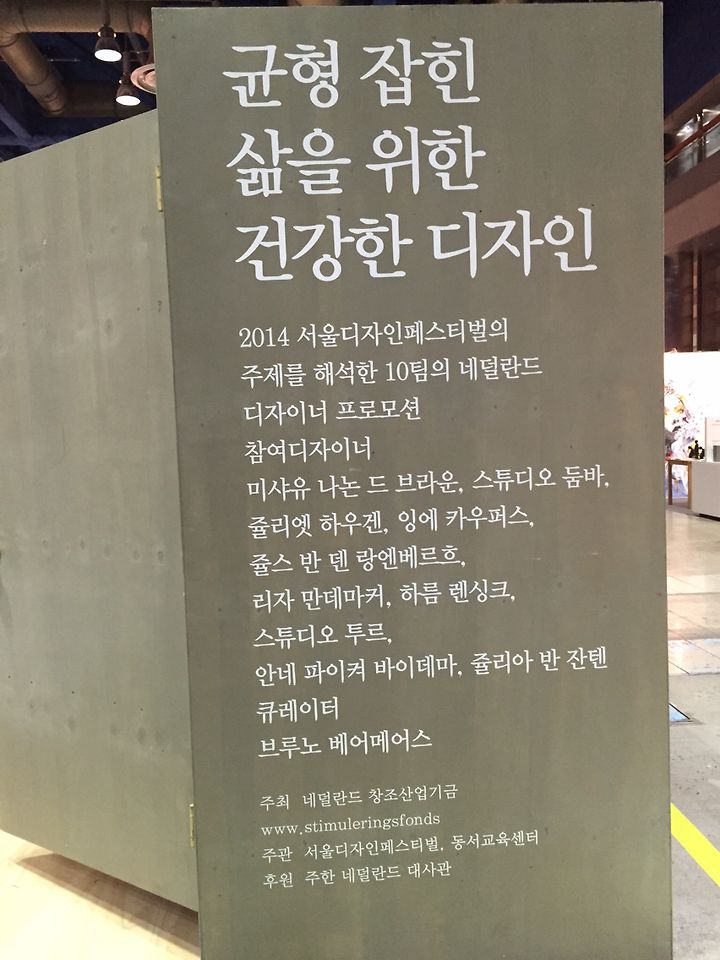 균형 잡힌
삶을 위한
건강한 디자인
2014 서울디자인페스티벌의
주제를 해석한 10팀의 네덜란드
디자이너 프로모션
참여디자이너
미샤유 나논 드 브라운, 스튜디오 둠바,
쥴리엣 하우겐, 잉에 카우퍼스,
쥴스 반 덴 랑엔베르흐,
리자 만데마커, 하름 렌싱크,
스튜디오 투르,
안네 파이켜 바이데마, 쥴리아 반 잔텐
큐레이터
브루노 베어메어스
주최 네덜란드 창조산업기금
www.stimuleringsfonds
주관 서울디자인페스티벌, 동서교육센터
후원 주한 네덜란드 대사관